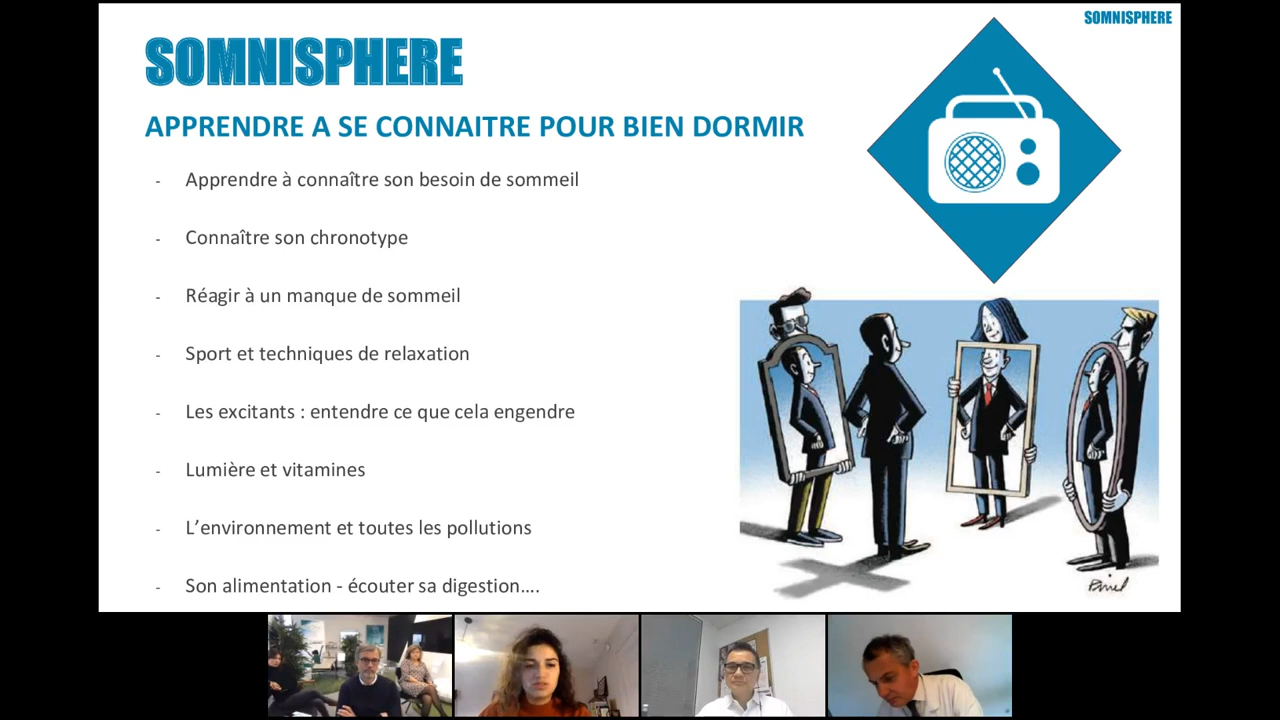 SOMNISPHERE
SOMNISPHERE
APPRENDRE A SE CONNAITRE POUR BIEN DORMIR
- Apprendre à connaître son besoin de sommeil
- Connaître son chronotype
- Réagir à un manque de sommeil
- Sport et techniques de relaxation
- Les excitants : entendre ce que cela engendre
- Lumière et vitamines
- L’environnement et toutes les pollutions
- Son alimentation - écouter sa digestion….